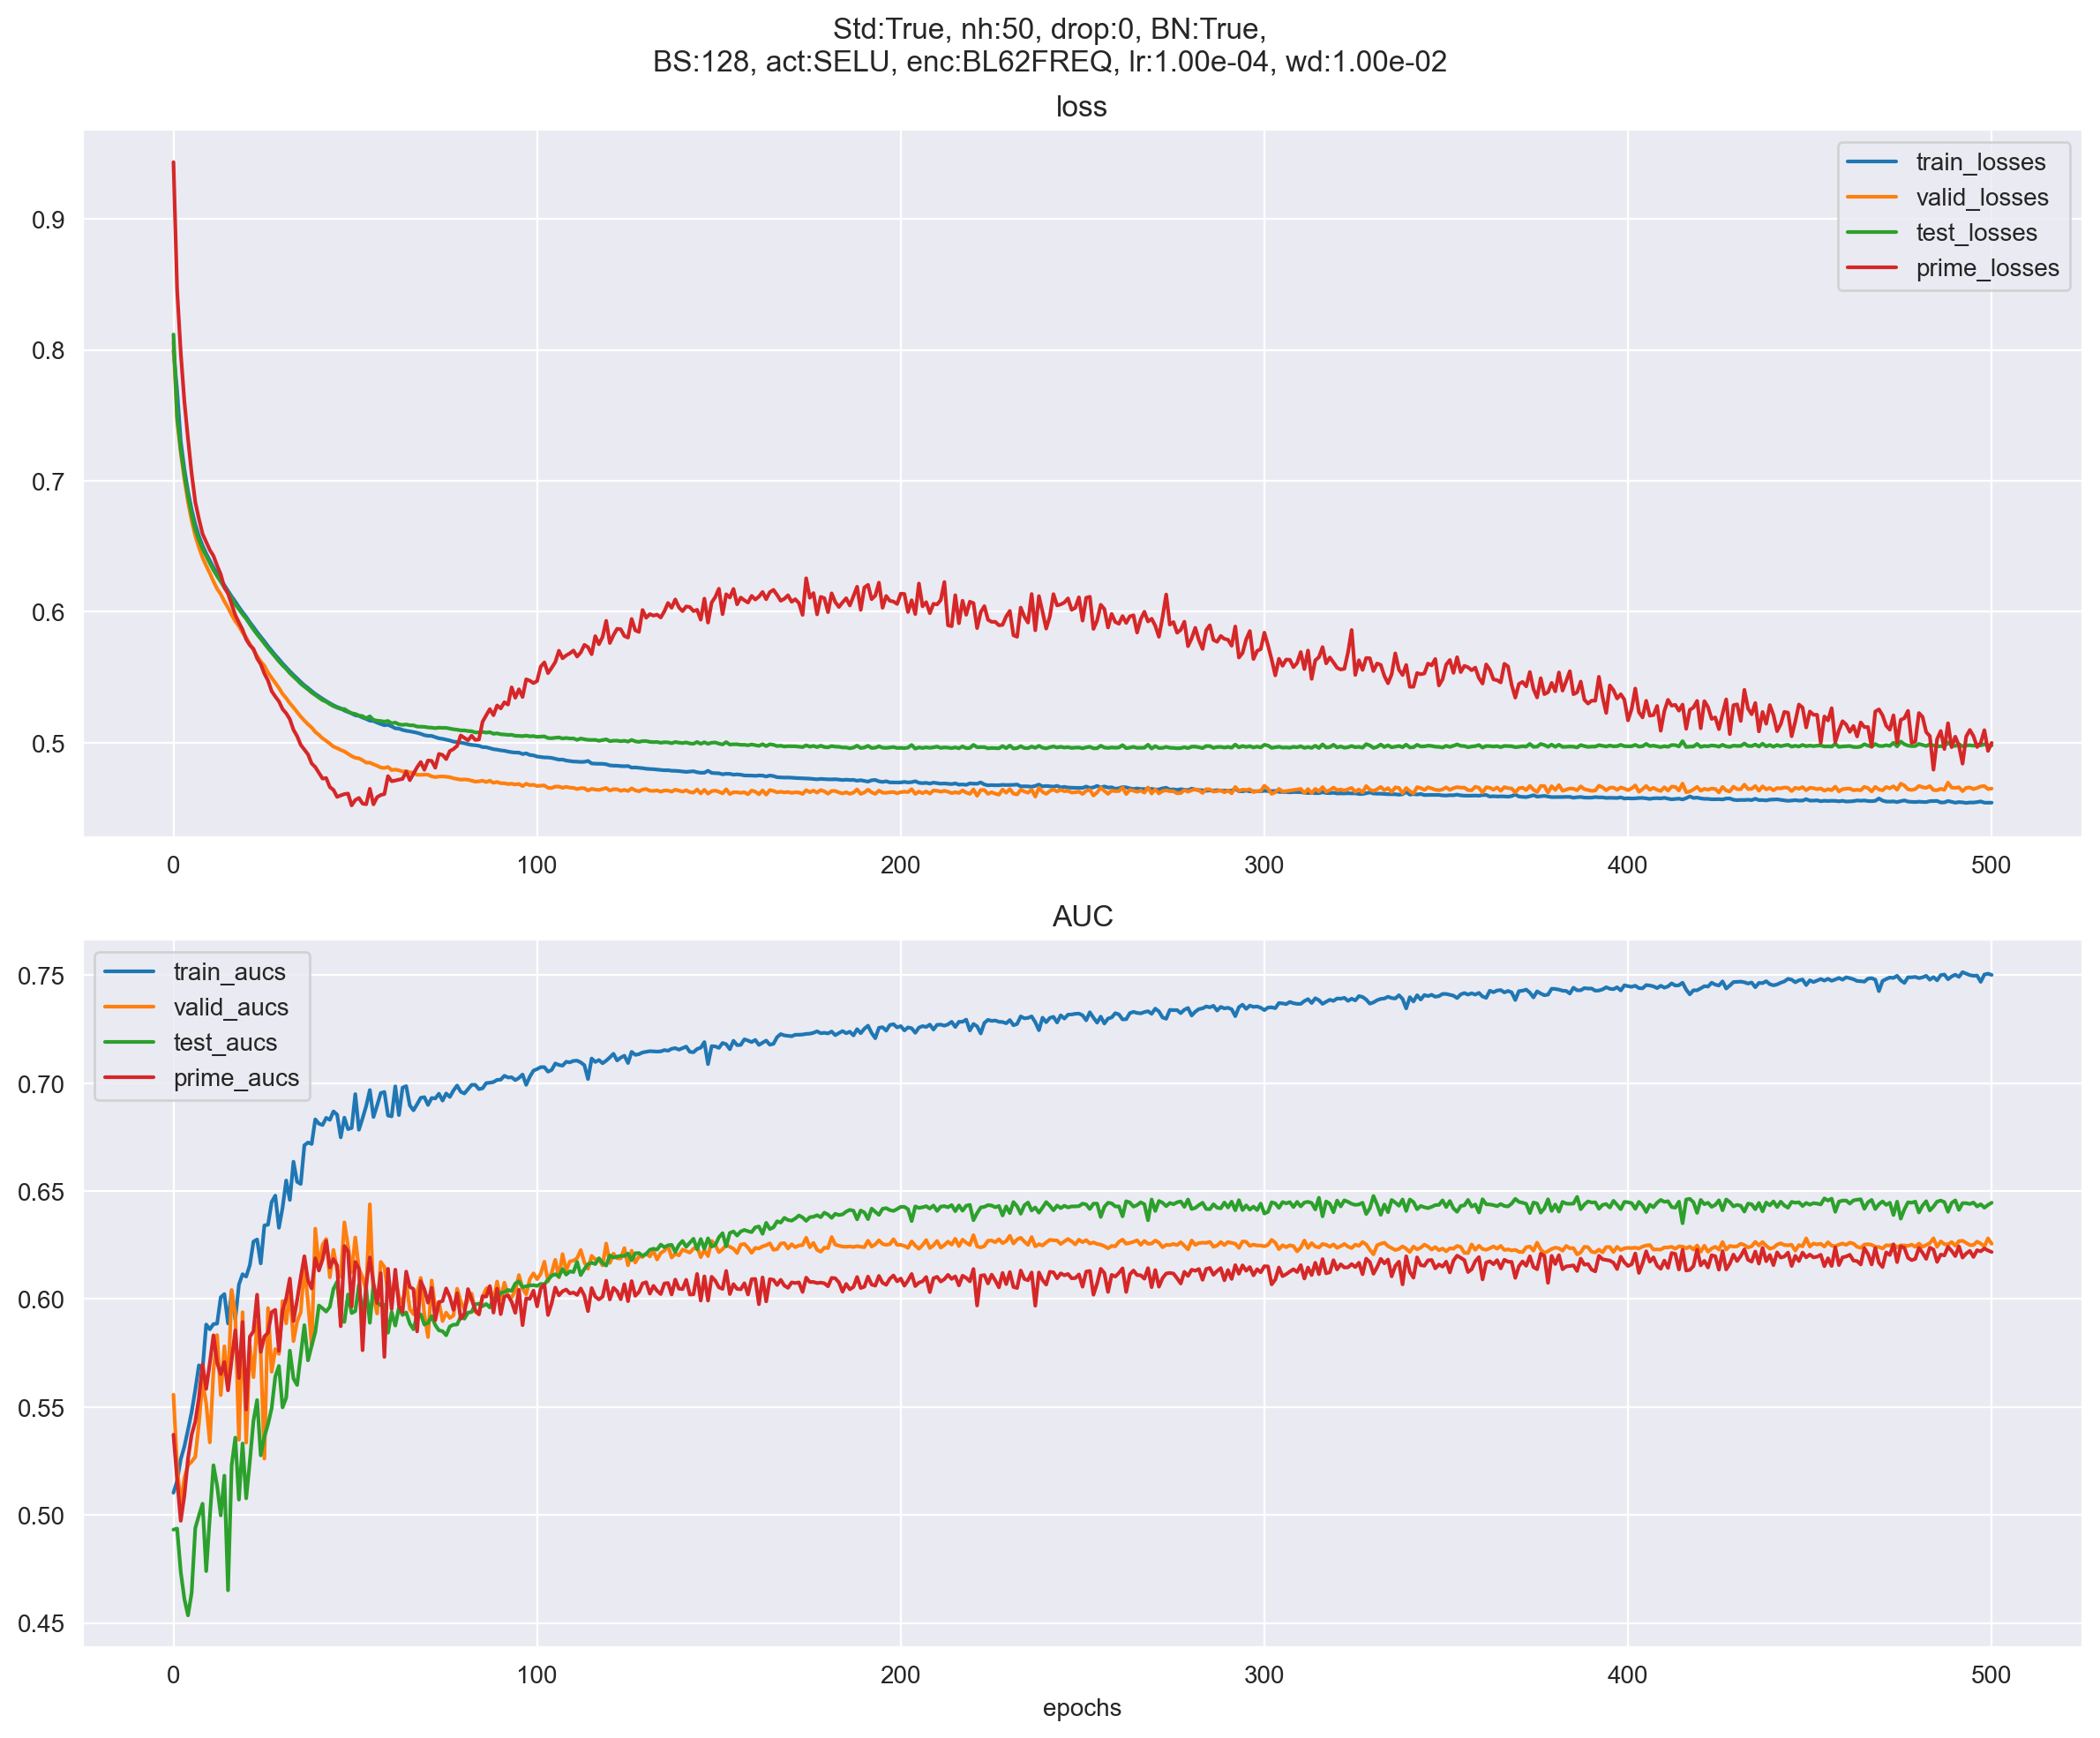 Std:True, nh:50, drop:0, BN:True,
BS:128, act:SELU, enc:BL62FREQ, lr:1.00e-04, wd:1.00e-02
loss
train_losses
valid_losses
test_losses
prime_losses
0.9
0.8
0.7
0.6
0.5
0 100 200 300 400 500
AUC
train_aucs
valid_aucs
test_aucs
prime_aucs
0.75
0.70
0.65
0.60
0.55
0.50
0.45
0 100 200 300 400 500
epochs